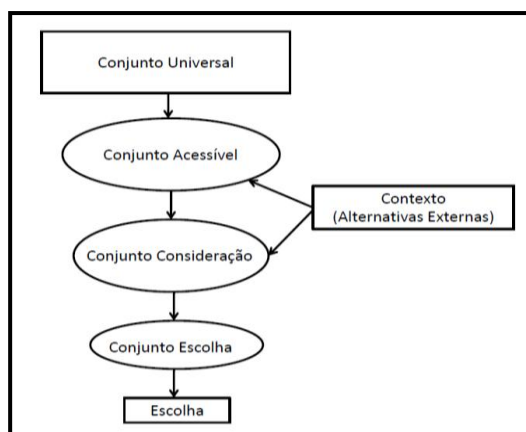 Conjunto Universal
Conjunto Acessível
Contexto
(Alternativas Externas)
Conjunto Consideração
Conjunto Escolha
Escolha